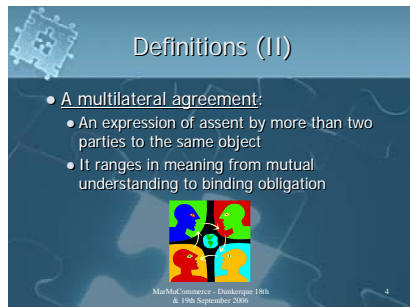 Definitions (II)
● A multilateral agreement:
● An expression of assent by more than two
parties to the same object
● It ranges in meaning from mutual
understanding to binding obligation
MarMuCommerce - Dunkerque 18th
& 19th September 2006
4